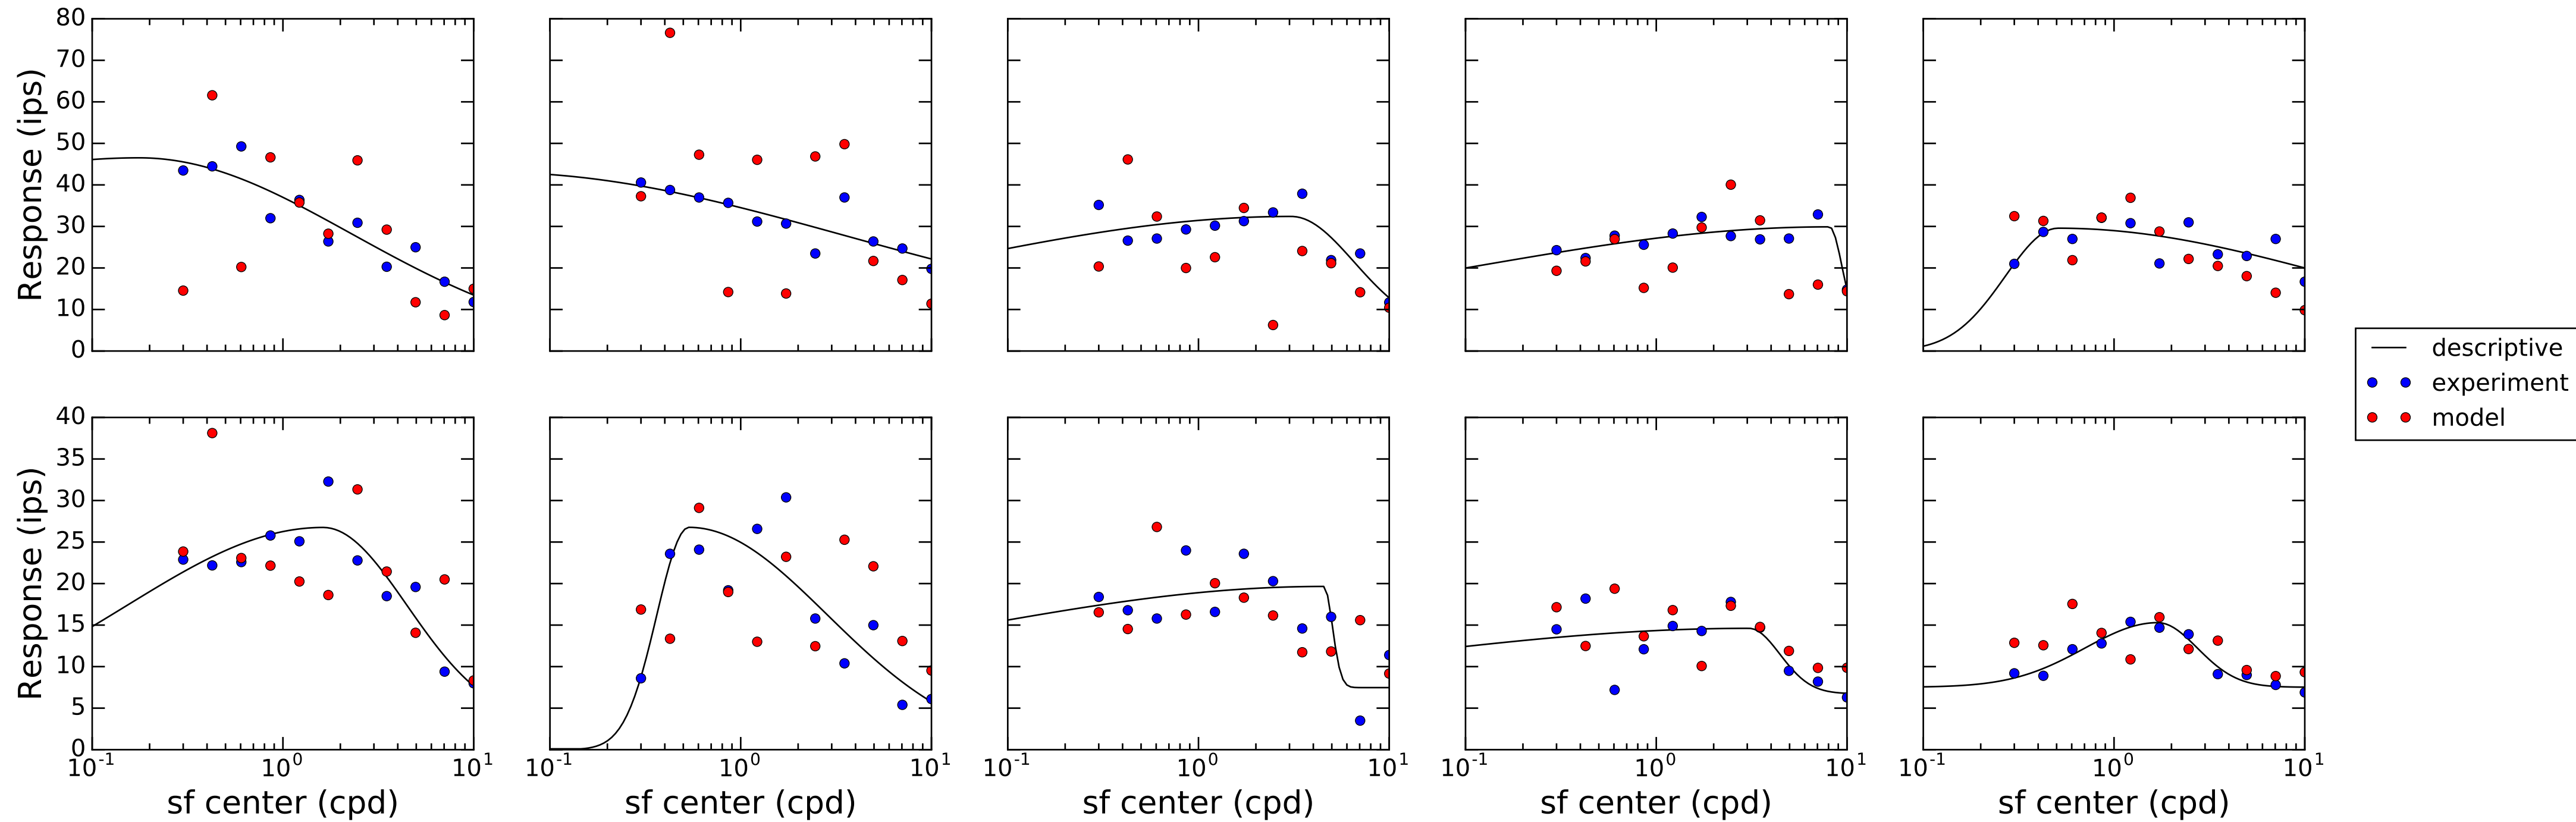 80
70
60
50
40
30
20
10
0
Response (ips)
descriptive
experiment
model
40
35
30
25
20
15
10
5
0
Response (ips)
10^-1 10^0 10^1 10^-1 10^0 10^1 10^-1 10^0 10^1 10^-1 10^0 10^1 10^-1 10^0 10^1
sf center (cpd) sf center (cpd) sf center (cpd) sf center (cpd) sf center (cpd)